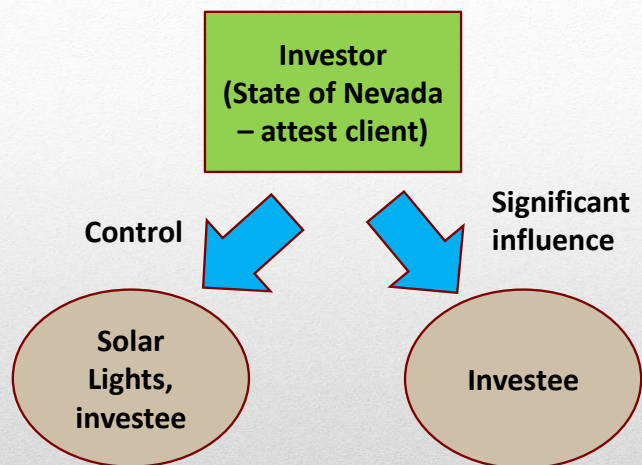 Investor
(State of Nevada
– attest client)
Control
Significant
influence
Solar
Lights,
investee
Investee